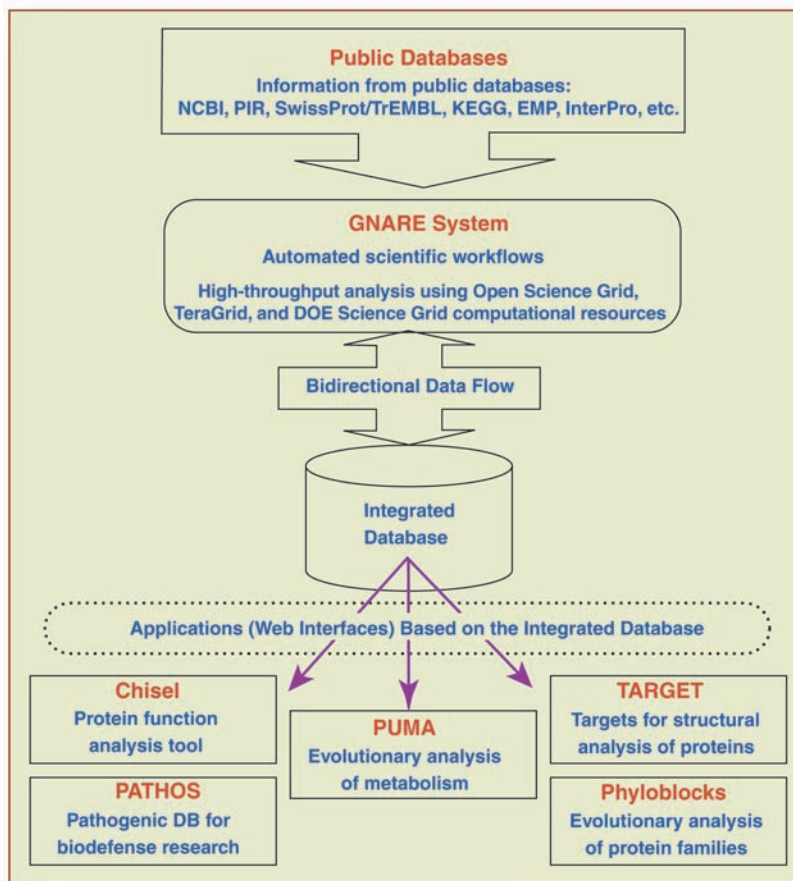 Public Databases
Information from public databases:
NCBI, PIR, SwissProt/TrEMBL, KEGG, EMP, InterPro, etc.
GNARE System
Automated scientific workflows
High-throughput analysis using Open Science Grid,
TeraGrid, and DOE Science Grid computational resources
Bidirectional Data Flow
Integrated
Database
Applications (Web Interfaces) Based on the Integrated Database
Chisel
Protein function
analysis tool
PATHOS
Pathogenic DB for
biodefense research
PUMA
Evolutionary analysis
of metabolism
TARGET
Targets for structural
analysis of proteins
Phyloblocks
Evolutionary analysis
of protein families